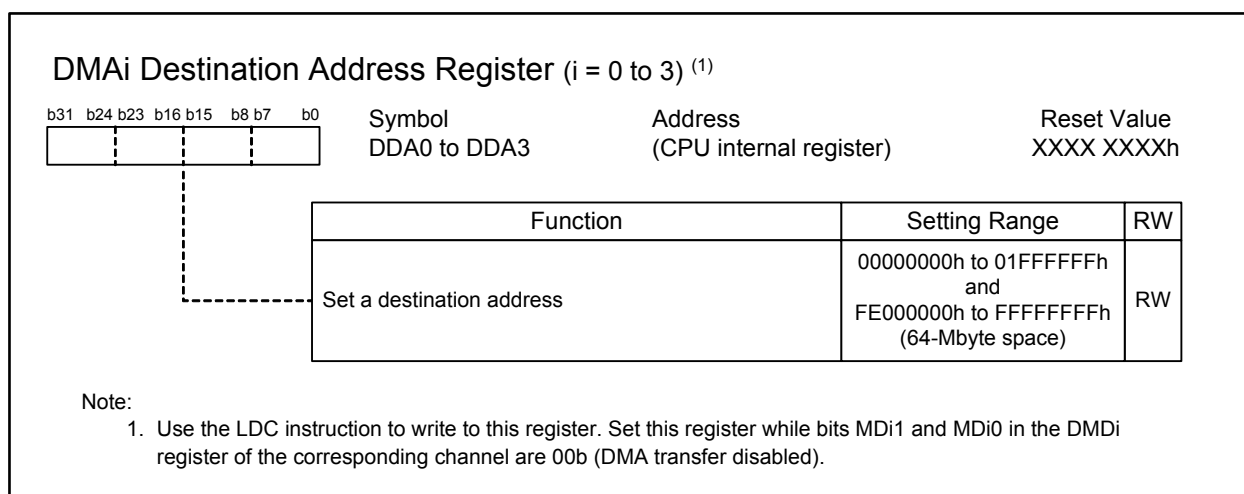 DMAi Destination Address Register (i = 0 to 3) (1)
b31 b24 b23 b16 b15 b8 b7 b0
Symbol Address Reset Value
DDA0 to DDA3 (CPU internal register) XXXX XXXXh
Function Setting Range RW
Set a destination address
00000000h to 01FFFFFFh
and
FE000000h to FFFFFFFFh
(64-Mbyte space)
RW
Note:
1. Use the LDC instruction to write to this register. Set this register while bits MDi1 and MDi0 in the DMDi
register of the corresponding channel are 00b (DMA transfer disabled).